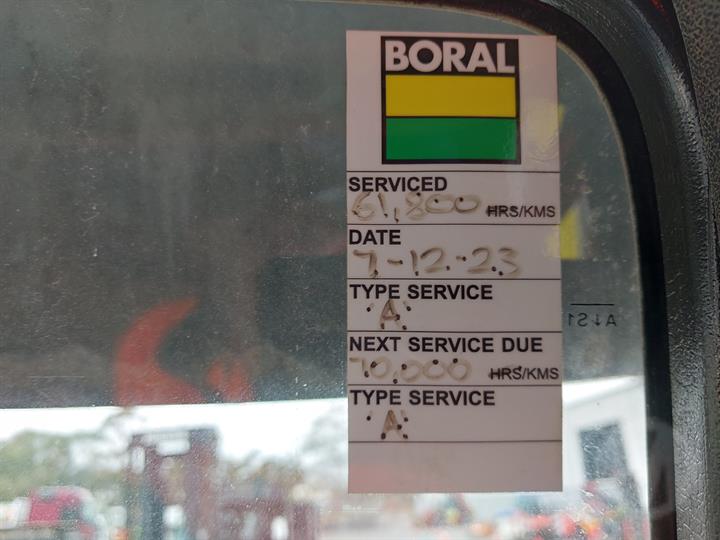 BORAL
SERVICED
61,800 HRS/KMS
DATE
7-12-23
TYPE SERVICE
"A"
NEXT SERVICE DUE
70,000 HRS/KMS
TYPE SERVICE
"A"
A↓S1